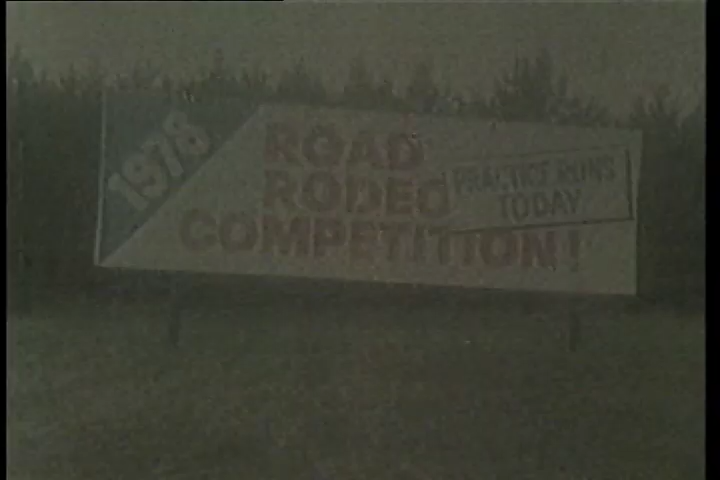 1978
ROAD
RODEO
COMPETITION!
PRACTICE RUNS
TODAY